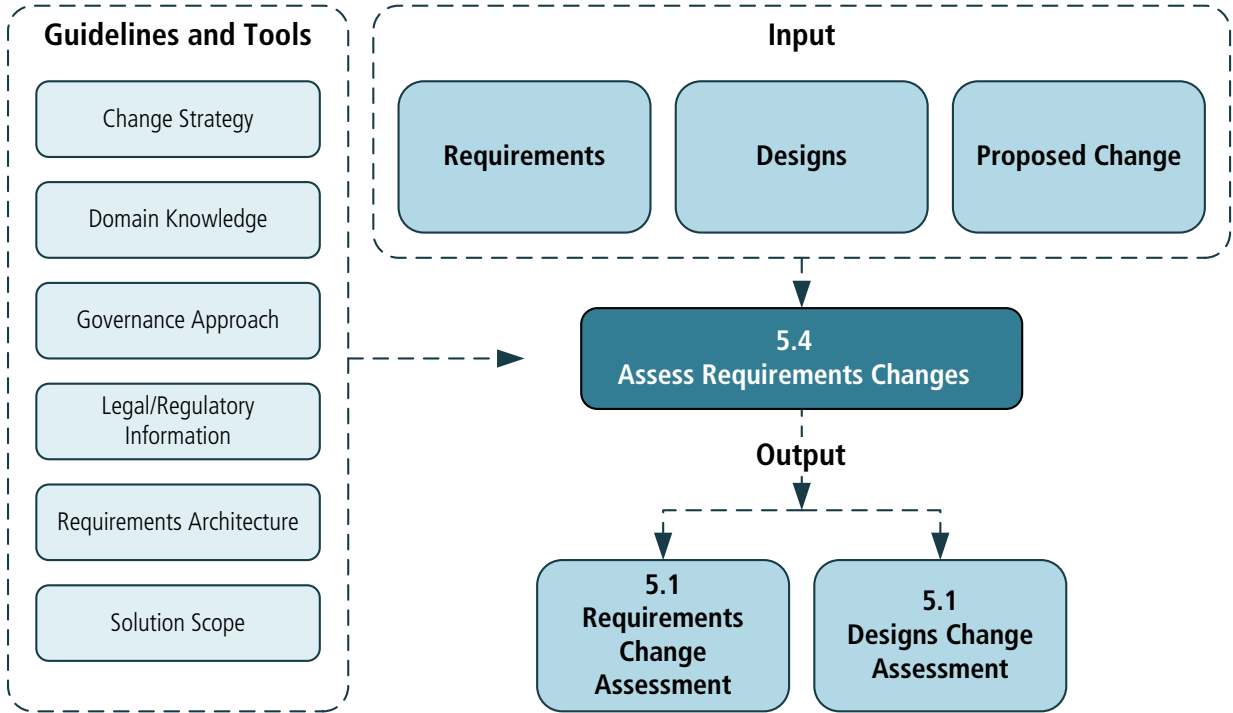 Guidelines and Tools
Change Strategy
Domain Knowledge
Governance Approach
Legal/Regulatory
Information
Requirements Architecture
Solution Scope
Input
Requirements
Designs
Proposed Change
5.4
Assess Requirements Changes
Output
5.1
Requirements
Change
Assessment
5.1
Designs Change
Assessment